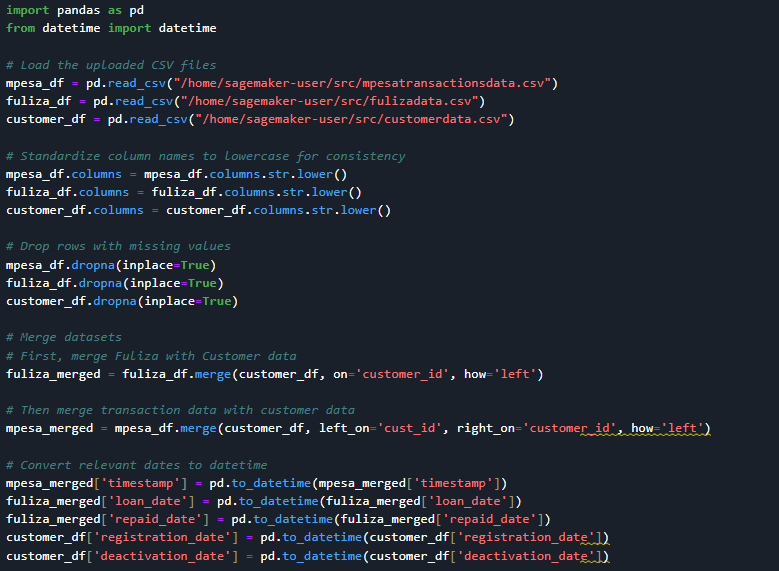 import pandas as pd
from datetime import datetime
# Load the uploaded CSV files
mpesa_df = pd.read_csv("/home/sagemaker-user/src/mpesatransactionsdata.csv")
fuliza_df = pd.read_csv("/home/sagemaker-user/src/fulizadata.csv")
customer_df = pd.read_csv("/home/sagemaker-user/src/customerdata.csv")
# Standardize column names to lowercase for consistency
mpesa_df.columns = mpesa_df.columns.str.lower()
fuliza_df.columns = fuliza_df.columns.str.lower()
customer_df.columns = customer_df.columns.str.lower()
# Drop rows with missing values
mpesa_df.dropna(inplace=True)
fuliza_df.dropna(inplace=True)
customer_df.dropna(inplace=True)
# Merge datasets
# First, merge Fuliza with Customer data
fuliza_merged = fuliza_df.merge(customer_df, on='customer_id', how='left')
# Then merge transaction data with customer data
mpesa_merged = mpesa_df.merge(customer_df, left_on='cust_id', right_on='customer_id', how='left')
# Convert relevant dates to datetime
mpesa_merged['timestamp'] = pd.to_datetime(mpesa_merged['timestamp'])
fuliza_merged['loan_date'] = pd.to_datetime(fuliza_merged['loan_date'])
fuliza_merged['repaid_date'] = pd.to_datetime(fuliza_merged['repaid_date'])
customer_df['registration_date'] = pd.to_datetime(customer_df['registration_date'])
customer_df['deactivation_date'] = pd.to_datetime(customer_df['deactivation_date'])